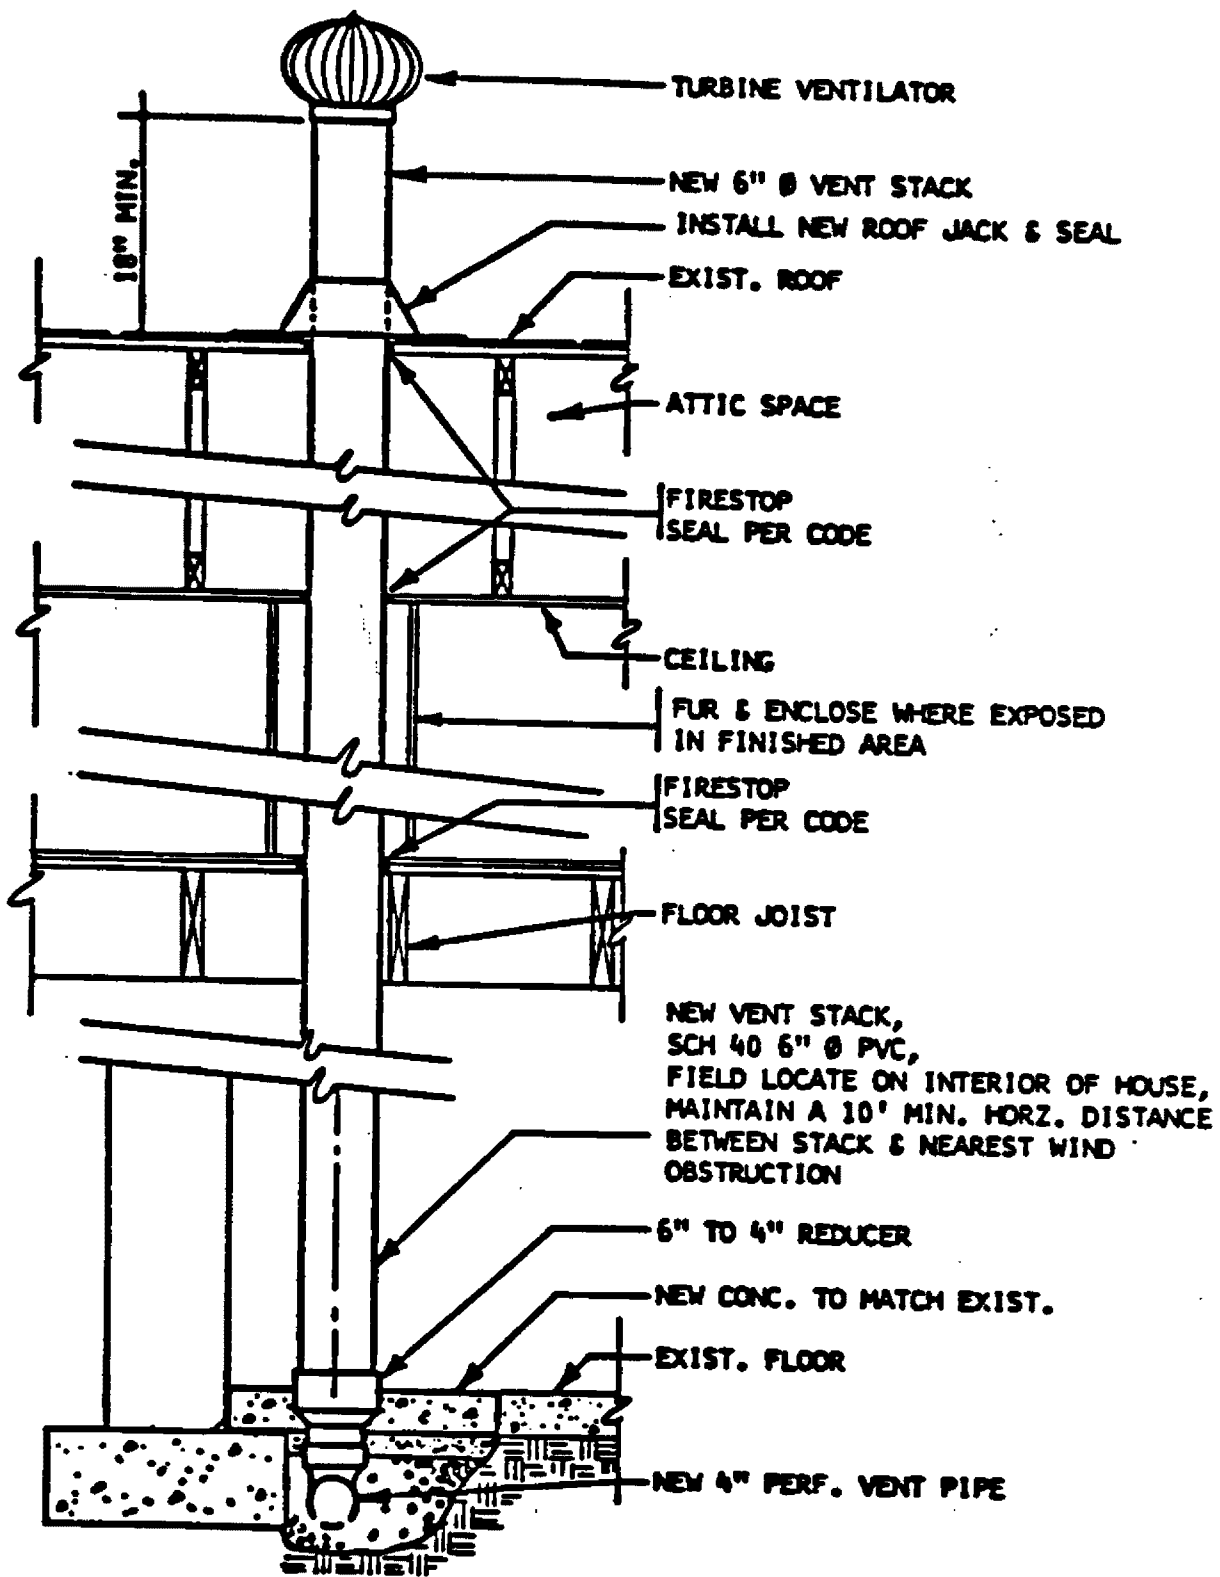 TURBINE VENTILATOR
18" MIN.
NEW 6" Ø VENT STACK
INSTALL NEW ROOF JACK & SEAL
EXIST. ROOF
ATTIC SPACE
FIRESTOP
SEAL PER CODE
CEILING
FUR & ENCLOSE WHERE EXPOSED
IN FINISHED AREA
FIRESTOP
SEAL PER CODE
FLOOR JOIST
NEW VENT STACK,
SCH 40 6" Ø PVC,
FIELD LOCATE ON INTERIOR OF HOUSE,
MAINTAIN A 10' MIN. HORZ. DISTANCE
BETWEEN STACK & NEAREST WIND
OBSTRUCTION
6" TO 4" REDUCER
NEW CONC. TO MATCH EXIST.
EXIST. FLOOR
NEW 4" PERF. VENT PIPE